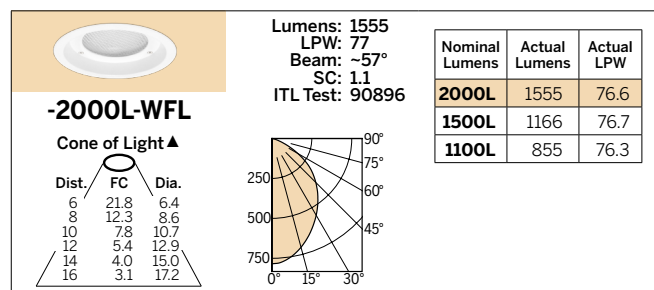 -2000L-WFL
Cone of Light▲
Dist. FC Dia.
6 21.8 6.4
8 12.3 8.6
10 7.8 10.7
12 5.4 12.9
14 4.0 15.0
16 3.1 17.2
Lumens: 1555
LPW: 77
Beam: ~57°
SC: 1.1
ITL Test: 90896
90°
75°
250
60°
500
45°
750
0° 15° 30°
Nominal Lumens Actual Lumens Actual LPW
2000L 1555 76.6
1500L 1166 76.7
1100L 855 76.3